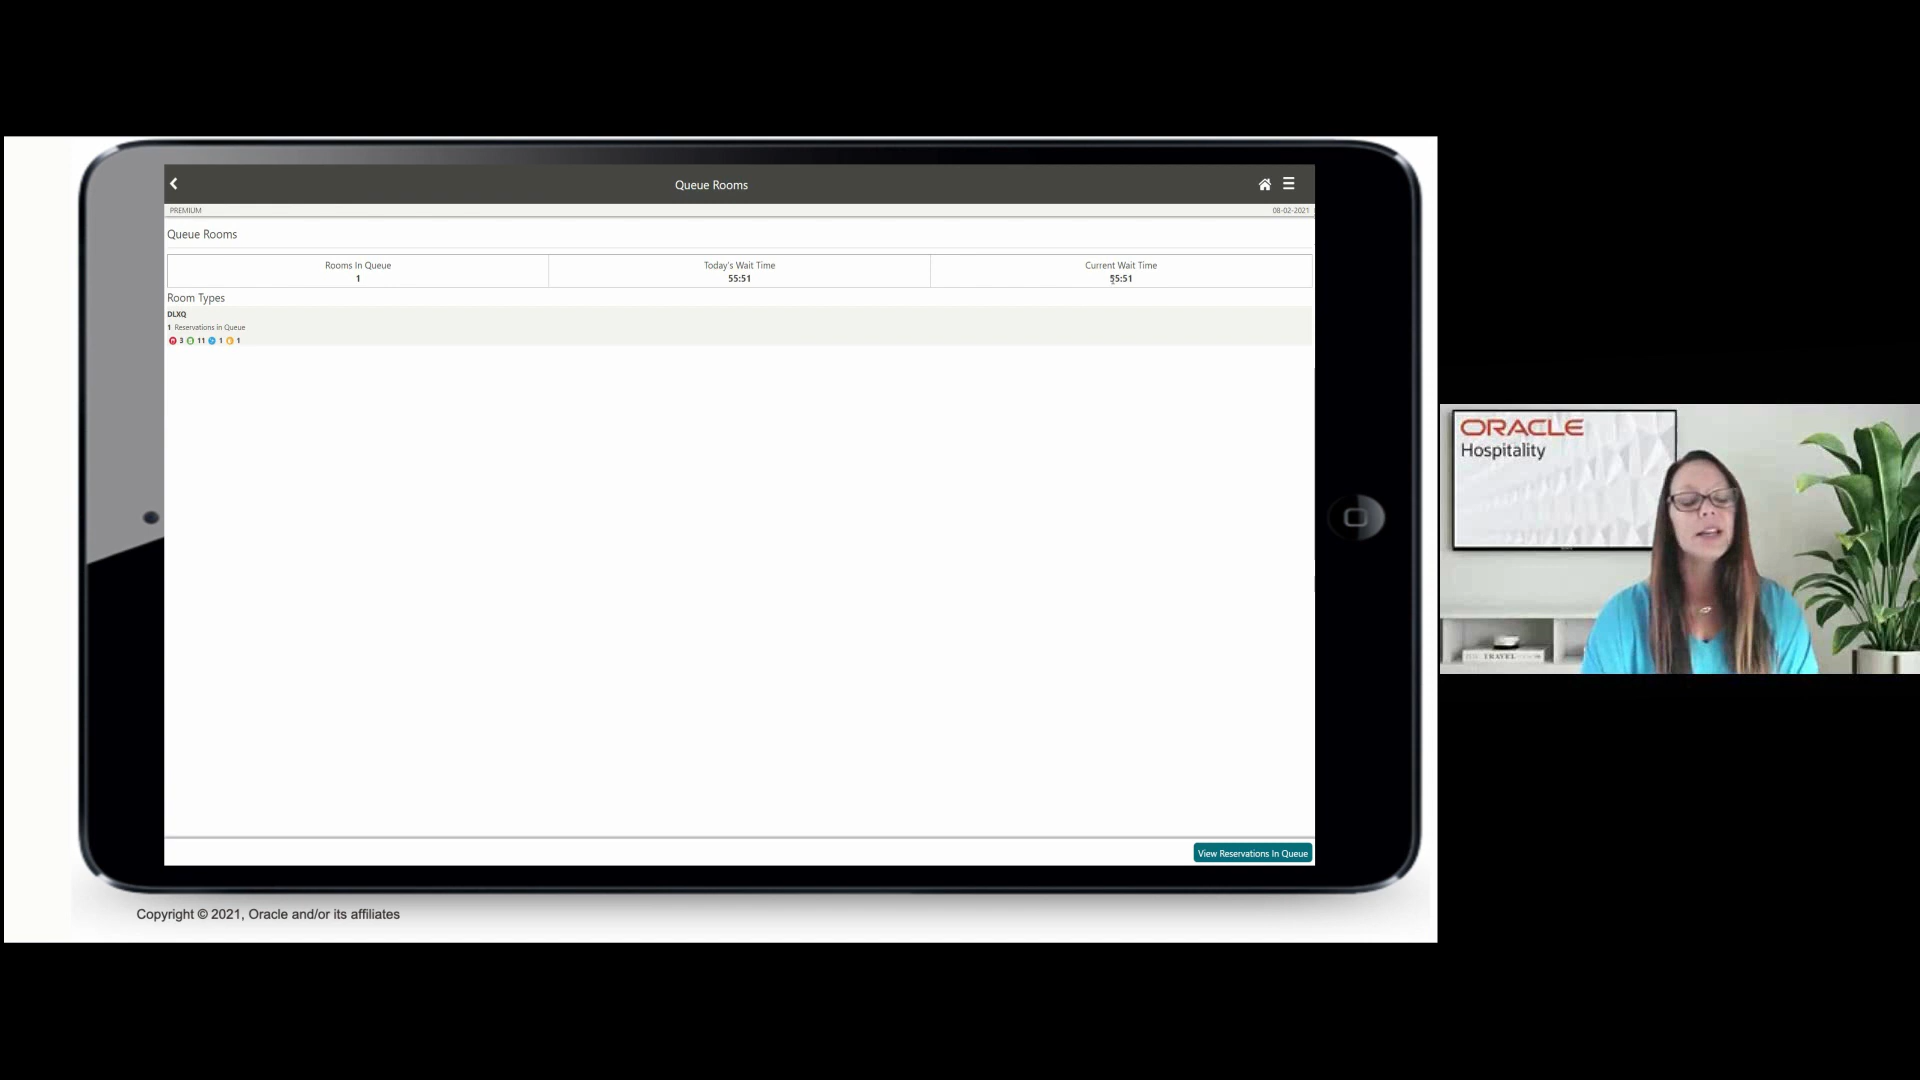 Queue Rooms
PREMIUM
08-02-2021
Queue Rooms
Rooms In Queue
1
Today's Wait Time
55:51
Current Wait Time
55:51
Room Types
DLXQ
1 Reservations in Queue
3 11 1 1
View Reservations In Queue
Copyright © 2021, Oracle and/or its affiliates
ORACLE
Hospitality
TRAVEL